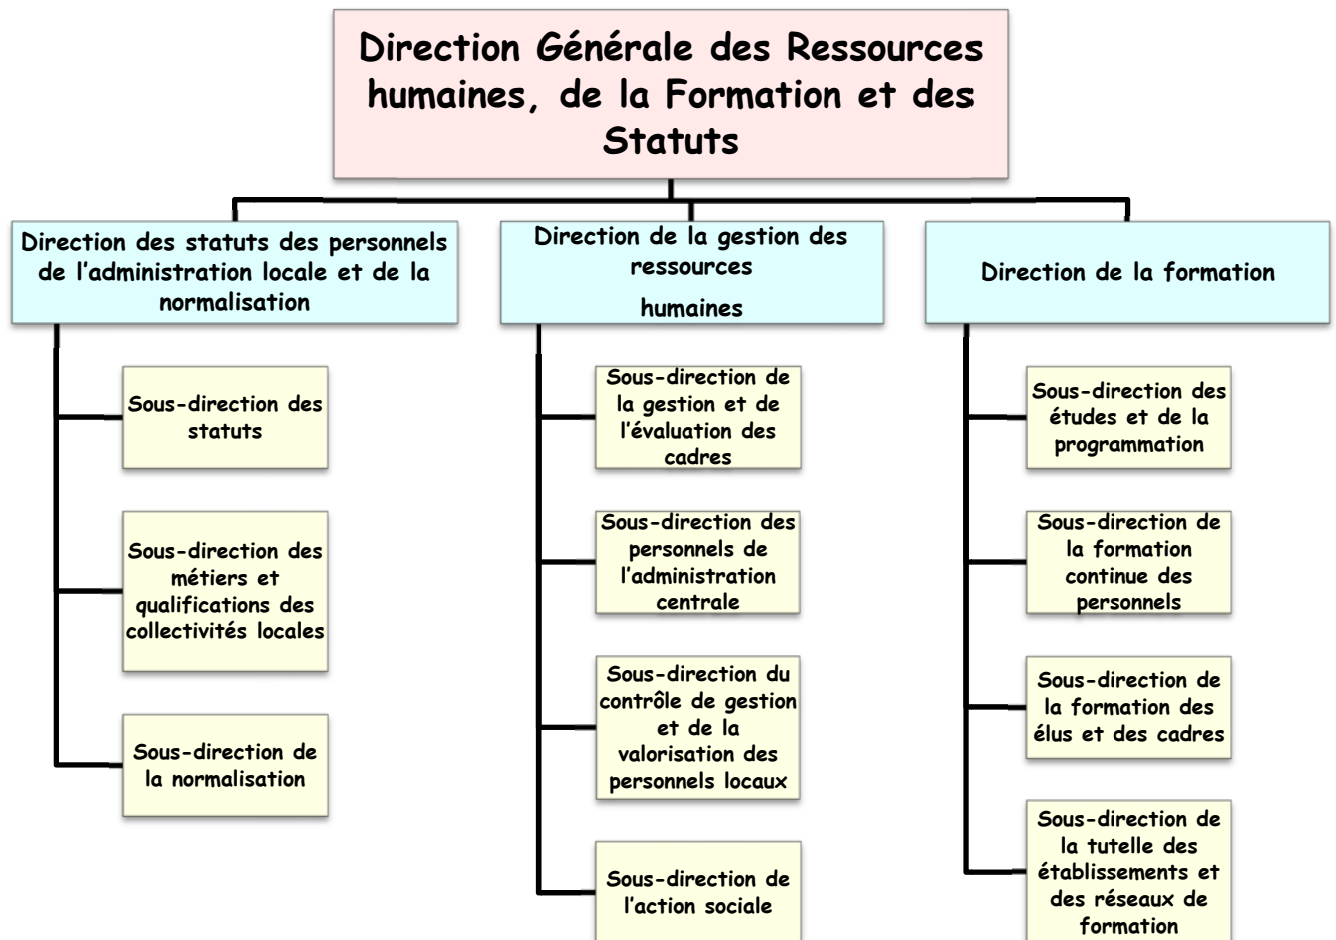 Direction Générale des Ressources
humaines, de la Formation et des
Statuts
Direction des statuts des personnels
de l'administration locale et de la
normalisation
Sous-direction des
statuts
Sous-direction des
métiers et
qualifications des
collectivités locales
Sous-direction de
la normalisation
Direction de la gestion des
ressources
humaines
Sous-direction de
la gestion et de
l'évaluation des
cadres
Sous-direction des
personnels de
l'administration
centrale
Sous-direction du
contrôle de gestion
et de la
valorisation des
personnels locaux
Sous-direction de
l'action sociale
Direction de la formation
Sous-direction des
études et de la
programmation
Sous-direction de
la formation
continue des
personnels
Sous-direction de
la formation des
élus et des cadres
Sous-direction de
la tutelle des
établissements et
des réseaux de
formation